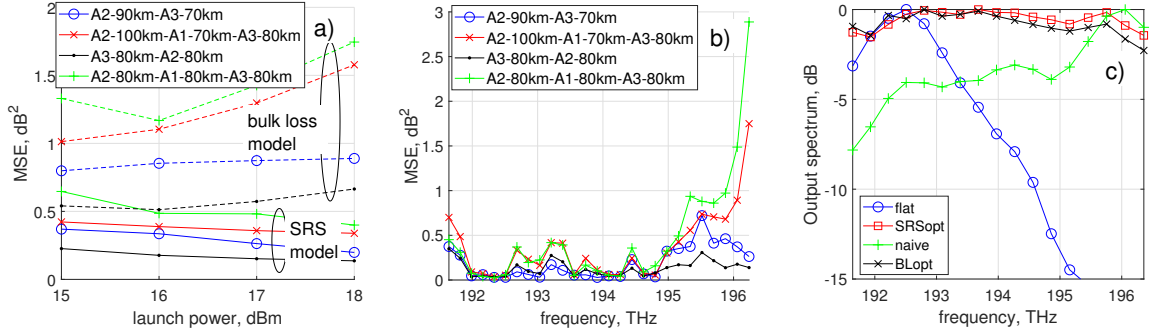 a)
A2-90km-A3-70km
A2-100km-A1-70km-A3-80km
A3-80km-A2-80km
A2-80km-A1-80km-A3-80km
bulk loss
model
SRS
model
MSE, dB²
2
1.5
1
0.5
0
15
16
17
18
launch power, dBm
b)
A2-90km-A3-70km
A2-100km-A1-70km-A3-80km
A3-80km-A2-80km
A2-80km-A1-80km-A3-80km
MSE, dB²
3
2.5
2
1.5
1
0.5
0
192
193
194
195
196
frequency, THz
c)
flat
SRSopt
naive
BLopt
Output spectrum, dB
0
-5
-10
-15
192
193
194
195
196
frequency, THz